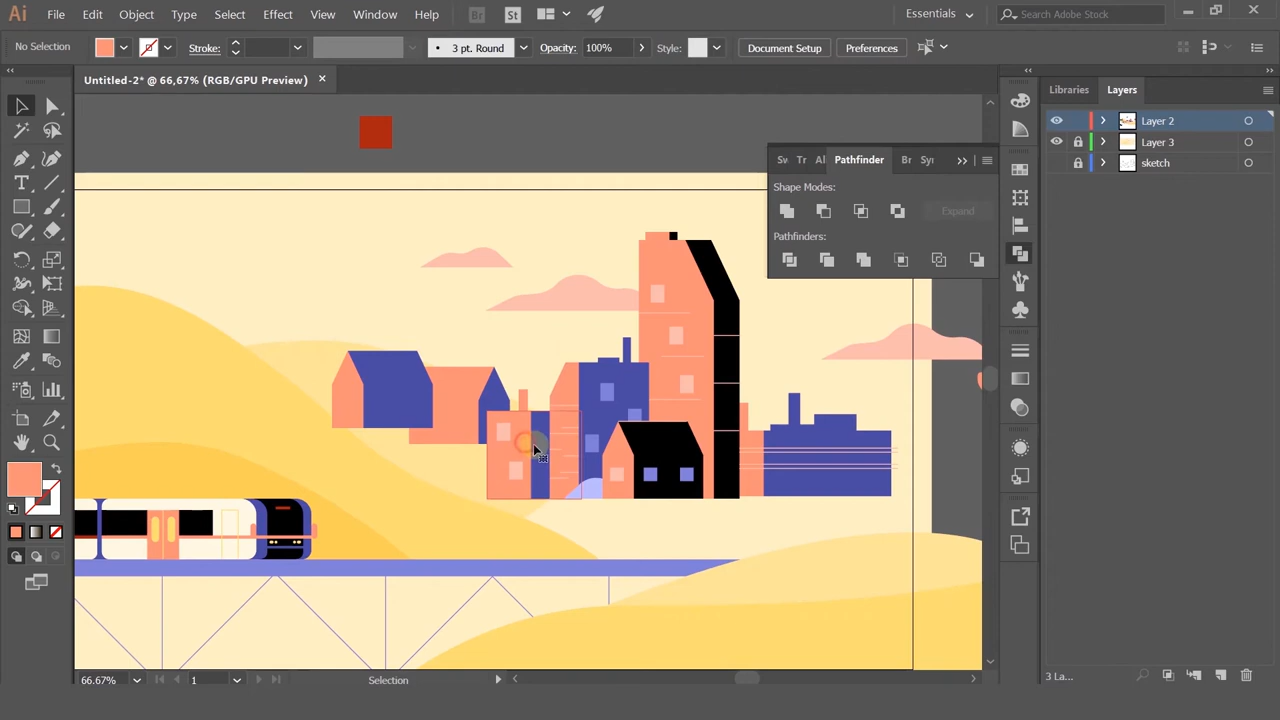 Ai File Edit Object Type Select Effect View Window Help Br St Essentials Search Adobe Stock
No Selection Stroke: 3 pt. Round Opacity: 100% Style: Document Setup Preferences
Untitled-2* @ 66,67% (RGB/GPU Preview) Libraries Layers
Layer 2
Layer 3
sketch
Sw Tr Al Pathfinder Br Syr
Shape Modes:
Expand
Pathfinders:
66.67% 1 Selection 3 La...